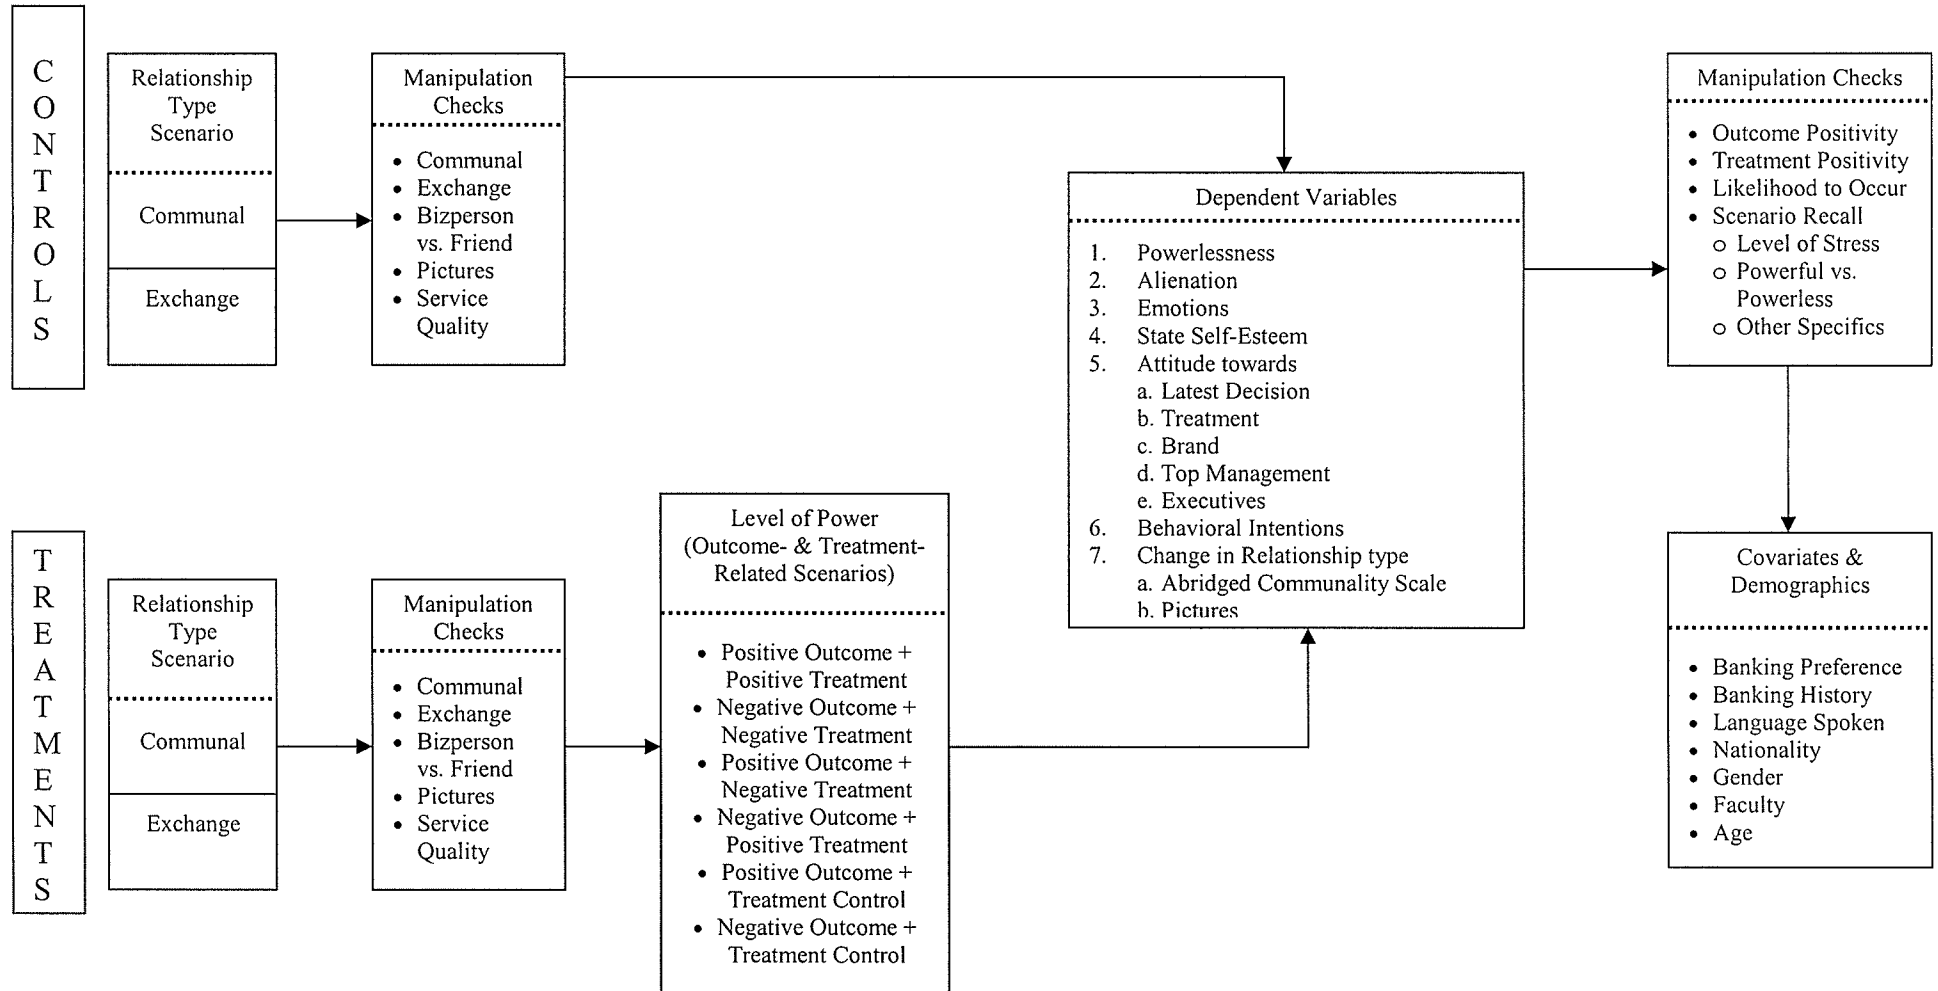 CONTROLS
Relationship
Type
Scenario
Communal
Exchange
Manipulation
Checks
• Communal
• Exchange
• Bizperson
vs. Friend
• Pictures
• Service
Quality
TREATMENTS
Relationship
Type
Scenario
Communal
Exchange
Manipulation
Checks
• Communal
• Exchange
• Bizperson
vs. Friend
• Pictures
• Service
Quality
Level of Power
(Outcome- & Treatment-
Related Scenarios)
• Positive Outcome +
Positive Treatment
• Negative Outcome +
Negative Treatment
• Positive Outcome +
Negative Treatment
• Negative Outcome +
Positive Treatment
• Positive Outcome +
Treatment Control
• Negative Outcome +
Treatment Control
Dependent Variables
1. Powerlessness
2. Alienation
3. Emotions
4. State Self-Esteem
5. Attitude towards
a. Latest Decision
b. Treatment
c. Brand
d. Top Management
e. Executives
6. Behavioral Intentions
7. Change in Relationship type
a. Abridged Communality Scale
b. Pictures
Manipulation Checks
• Outcome Positivity
• Treatment Positivity
• Likelihood to Occur
• Scenario Recall
o Level of Stress
o Powerful vs.
Powerless
o Other Specifics
Covariates &
Demographics
• Banking Preference
• Banking History
• Language Spoken
• Nationality
• Gender
• Faculty
• Age